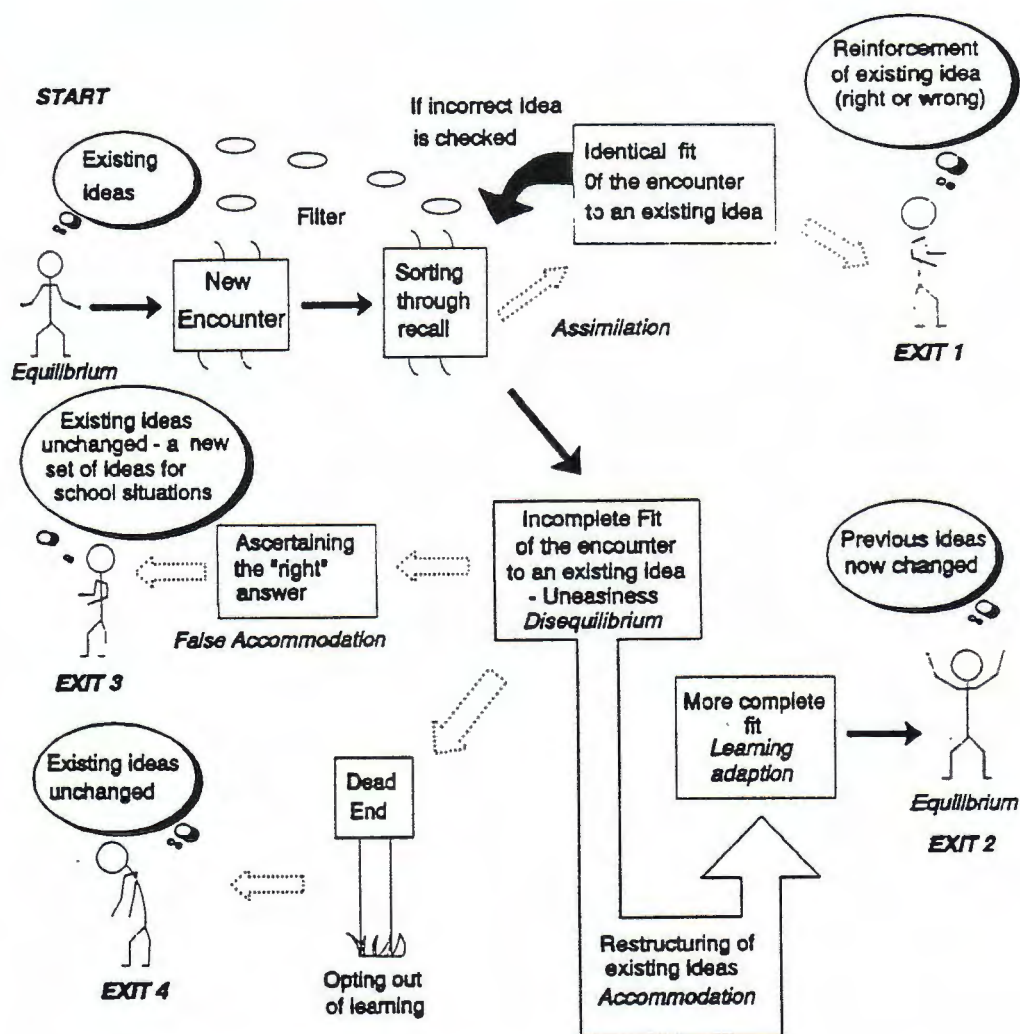 START
Existing
ideas
Equilibrium
Filter
New
Encounter
Sorting
through
recall
If incorrect idea
is checked
Identical fit
Of the encounter
to an existing idea
Assimilation
Reinforcement
of existing idea
(right or wrong)
EXIT 1
Existing ideas
unchanged - a new
set of ideas for
school situations
EXIT 3
Ascertaining
the "right"
answer
False Accommodation
Incomplete Fit
of the encounter
to an existing idea
- Uneasiness
Disequilibrium
Previous ideas
now changed
Equilibrium
EXIT 2
More complete
fit
Learning
adaption
Existing ideas
unchanged
EXIT 4
Dead
End
Opting out
of learning
Restructuring of
existing ideas
Accommodation